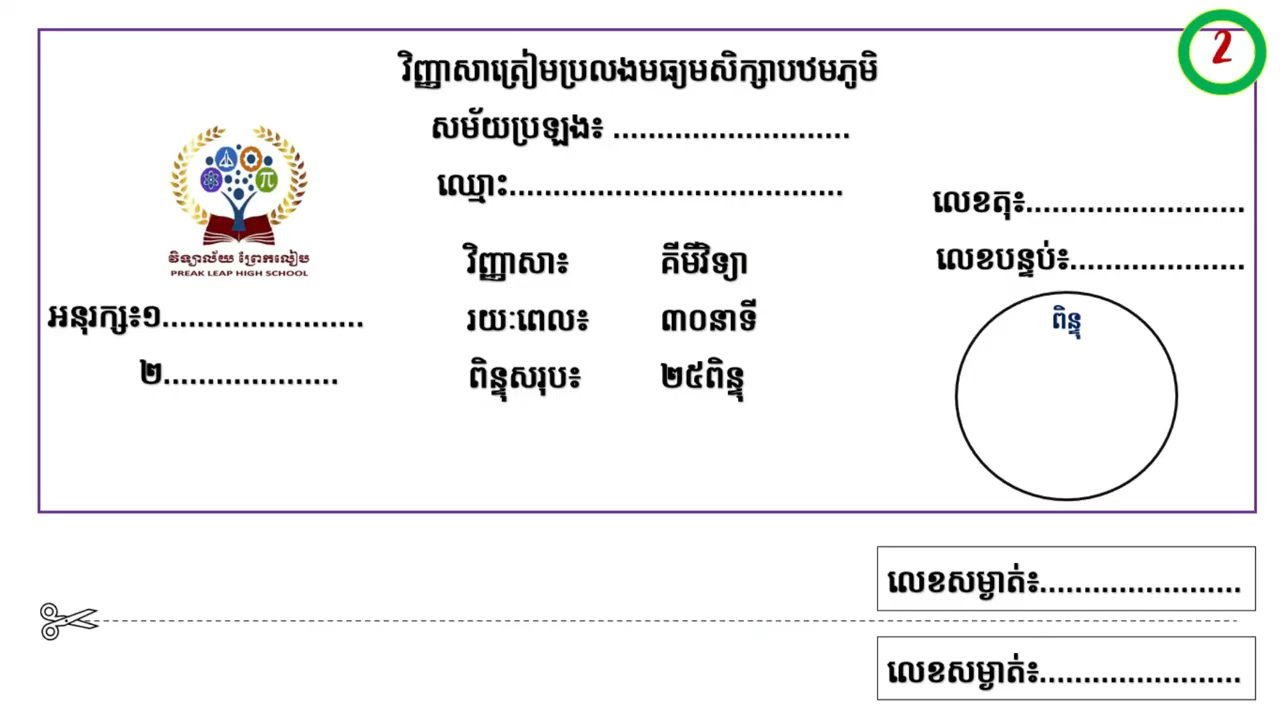 2
វិញ្ញាសាត្រៀមប្រលងមធ្យមសិក្សាបឋមភូមិ
សម័យប្រឡង៖ ...........................
ឈ្មោះ......................................
លេខតុ៖.........................
វិទ្យាល័យ ព្រែកលៀប
PREAK LEAP HIGH SCHOOL
វិញ្ញាសា៖ គីមីវិទ្យា
លេខបន្ទប់៖....................
អនុរក្ស៖១.......................
រយៈពេល៖ ៣០នាទី
ពិន្ទុ
២....................
ពិន្ទុសរុប៖ ២៥ពិន្ទុ
លេខសម្ងាត់៖.......................
លេខសម្ងាត់៖.......................